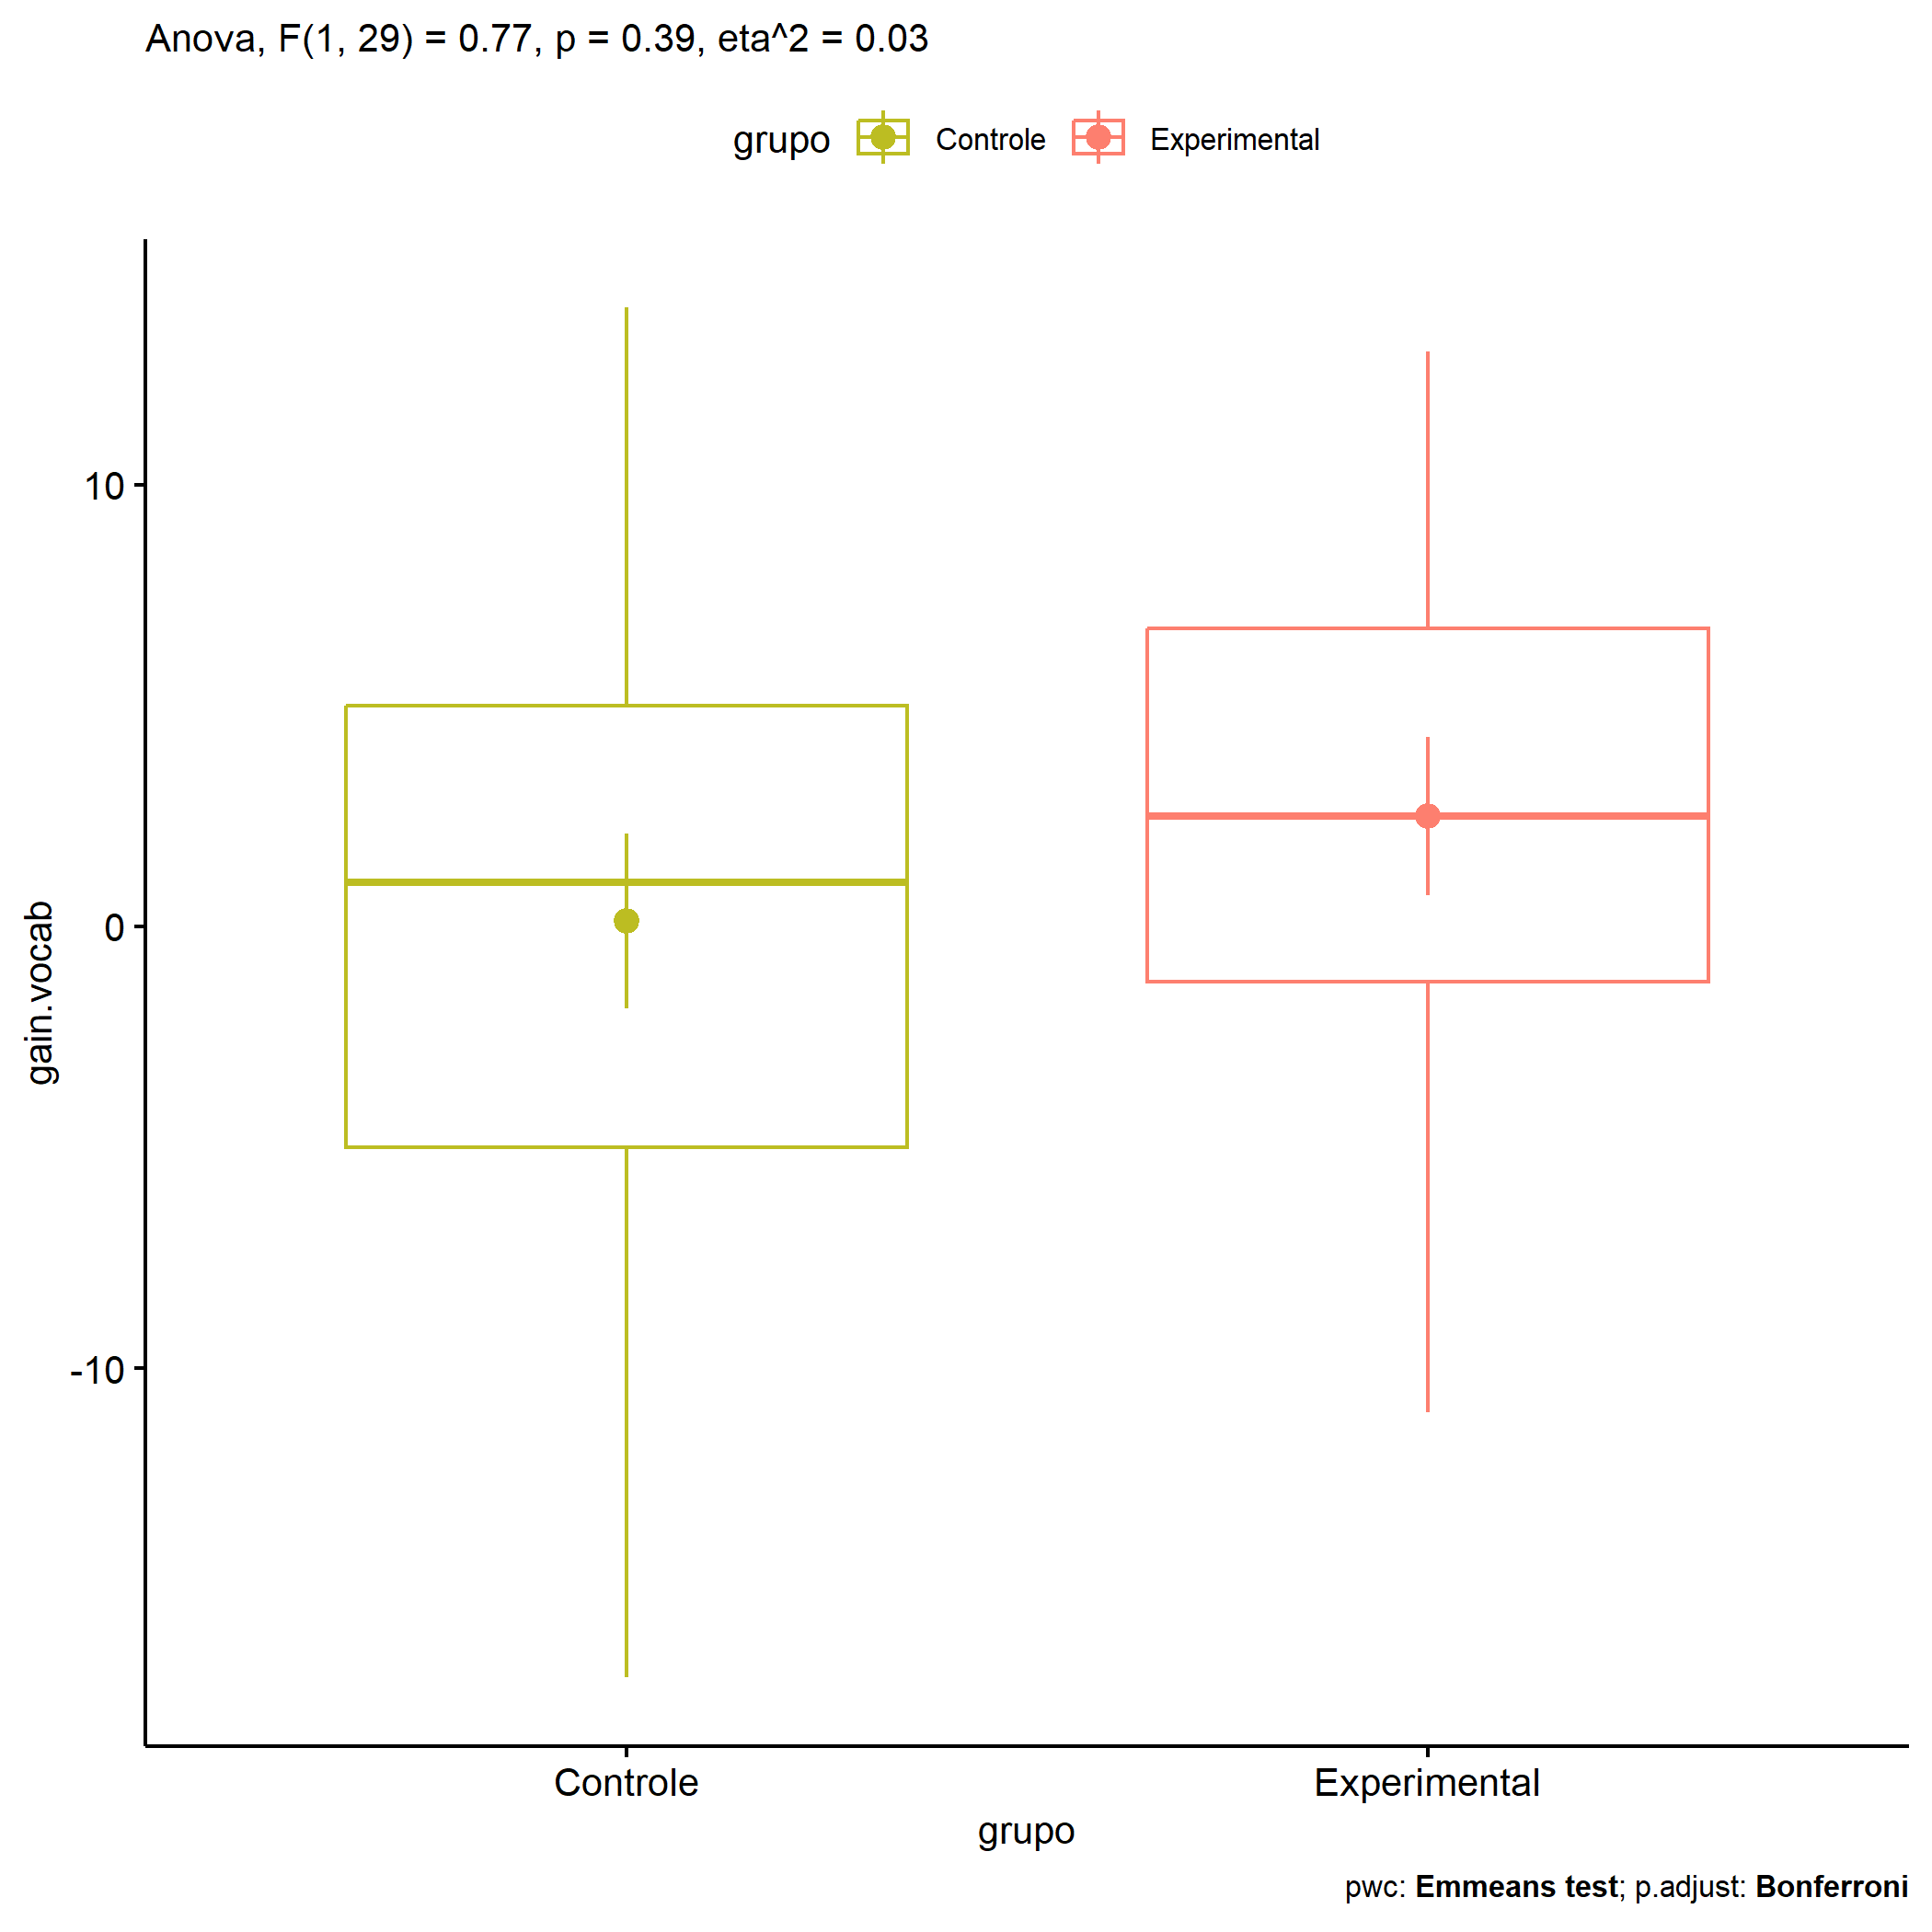 Anova, F(1, 29) = 0.77, p = 0.39, eta^2 = 0.03
grupo Controle Experimental
10
0
-10
gain.vocab
Controle Experimental
grupo
pwc: Emmeans test; p.adjust: Bonferroni